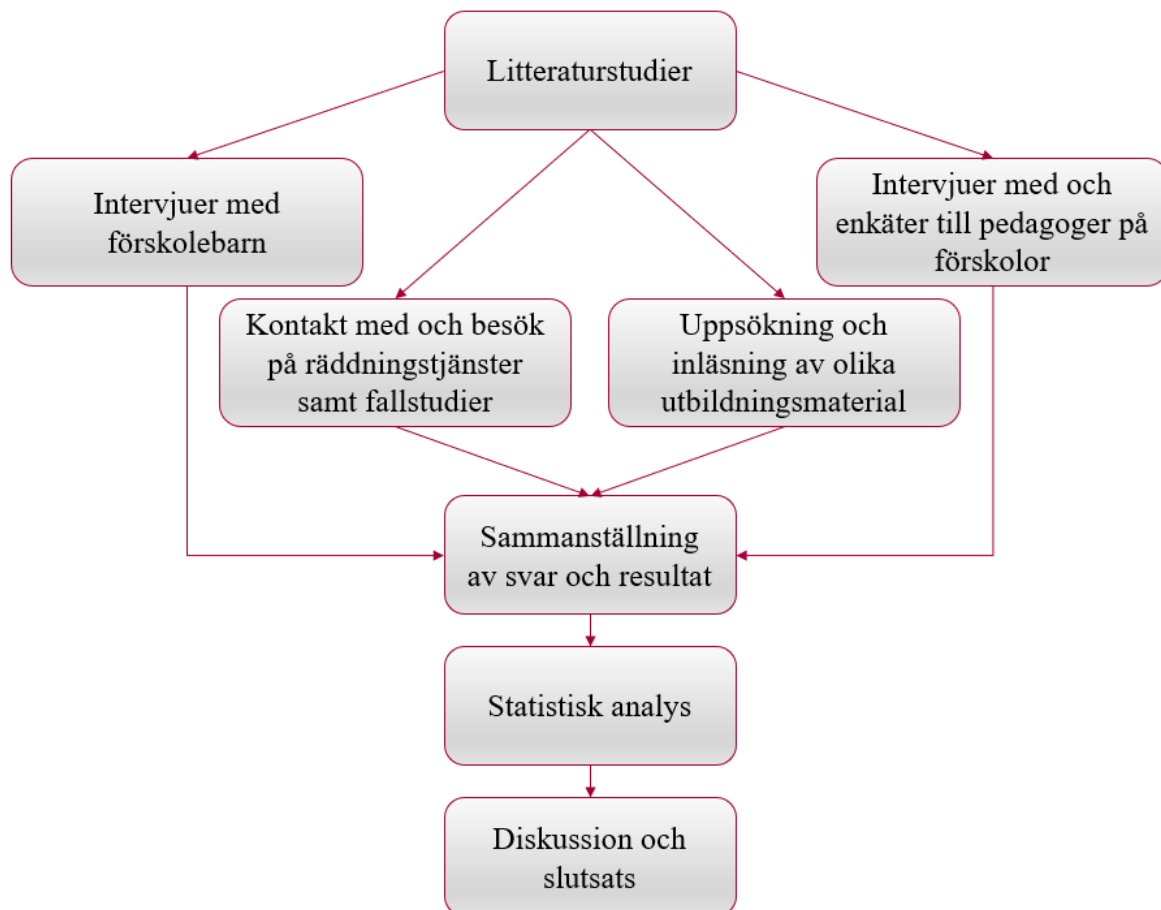 Litteraturstudier
Intervjuer med
förskolebarn
Intervjuer med och
enkäter till pedagoger på
förskolor
Kontakt med och besök
på räddningstjänster
samt fallstudier
Uppsökning och
inläsning av olika
utbildningsmaterial
Sammanställning
av svar och resultat
Statistisk analys
Diskussion och
slutsats